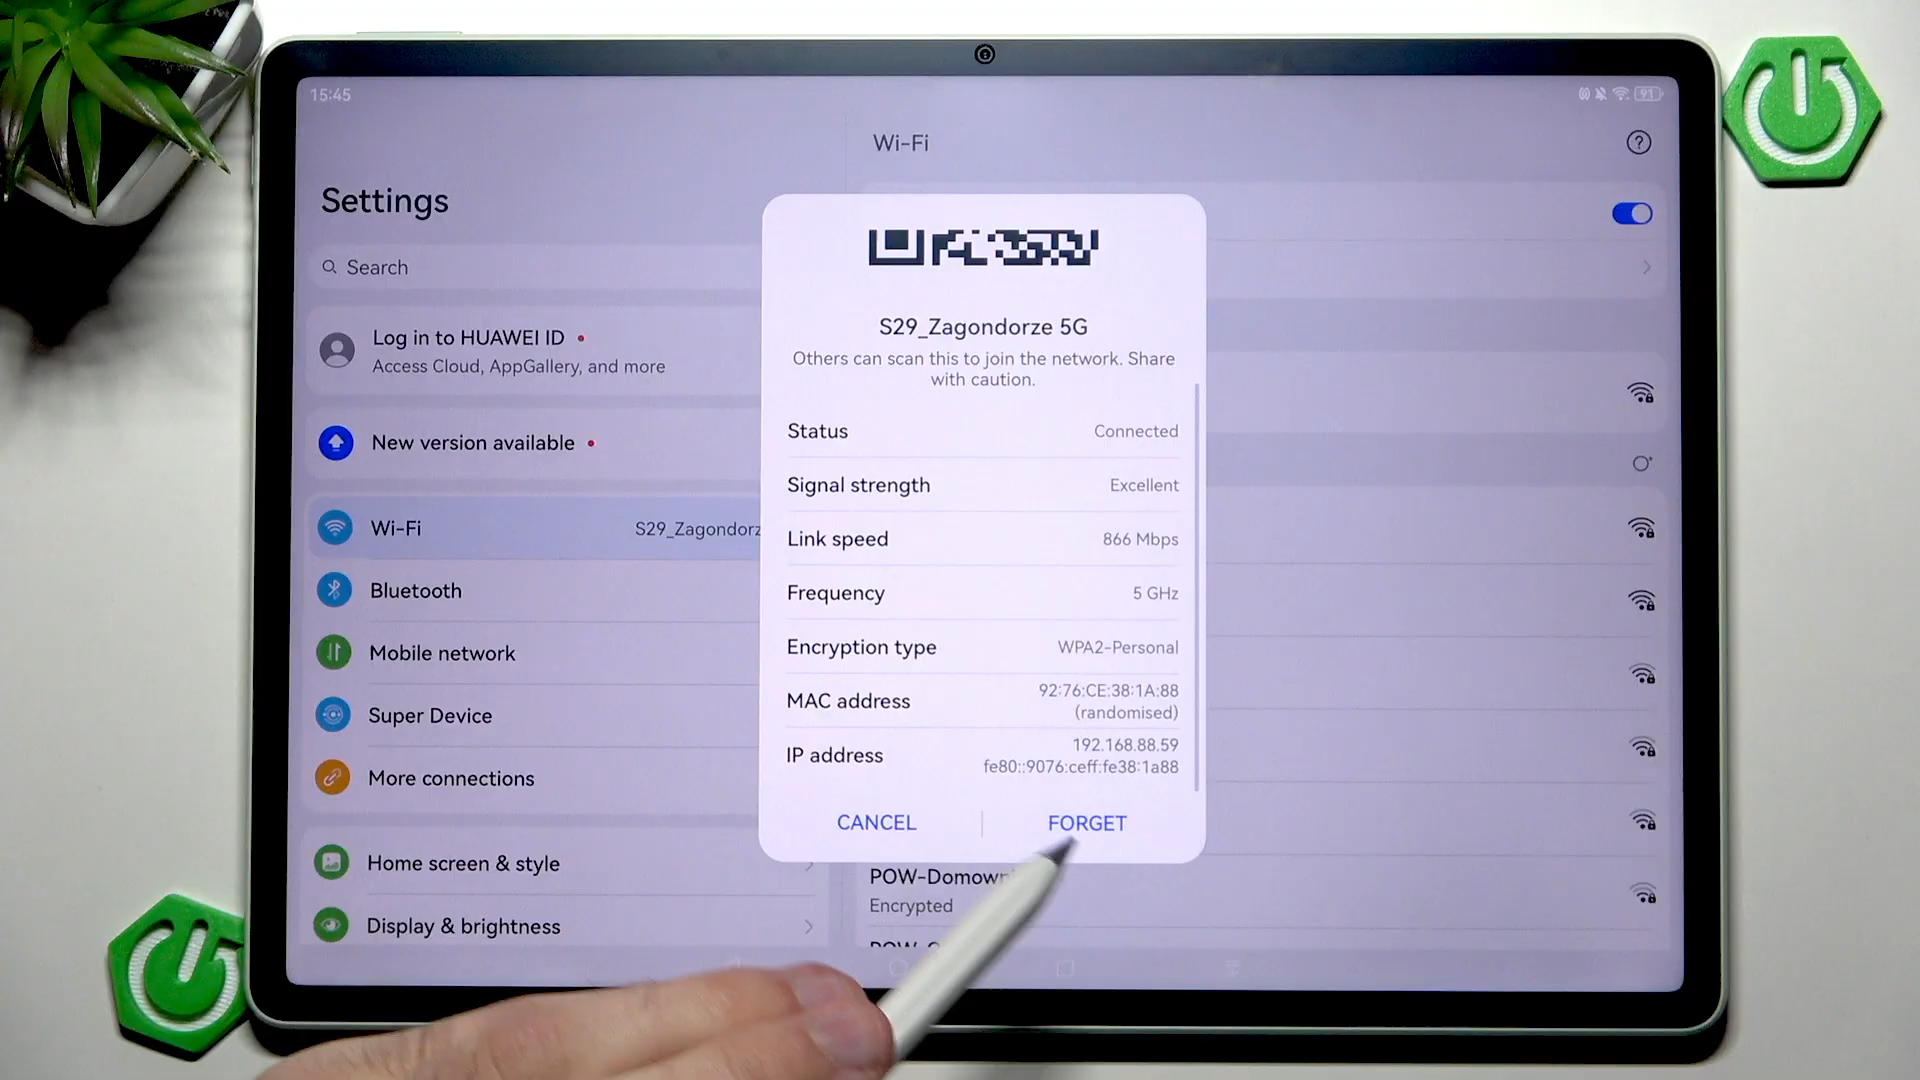 15:45
91
Settings
Search
Log in to HUAWEI ID
Access Cloud, AppGallery, and more
New version available
Wi-Fi
S29_Zagondorz
Bluetooth
Mobile network
Super Device
More connections
Home screen & style
Display & brightness
Wi-Fi
?
S29_Zagondorze 5G
Others can scan this to join the network. Share
with caution.
Status
Connected
Signal strength
Excellent
Link speed
866 Mbps
Frequency
5 GHz
Encryption type
WPA2-Personal
MAC address
92:76:CE:38:1A:88
(randomised)
IP address
192.168.88.59
fe80::9076:ceff:fe38:1a88
CANCEL
FORGET
POW-Domown
Encrypted